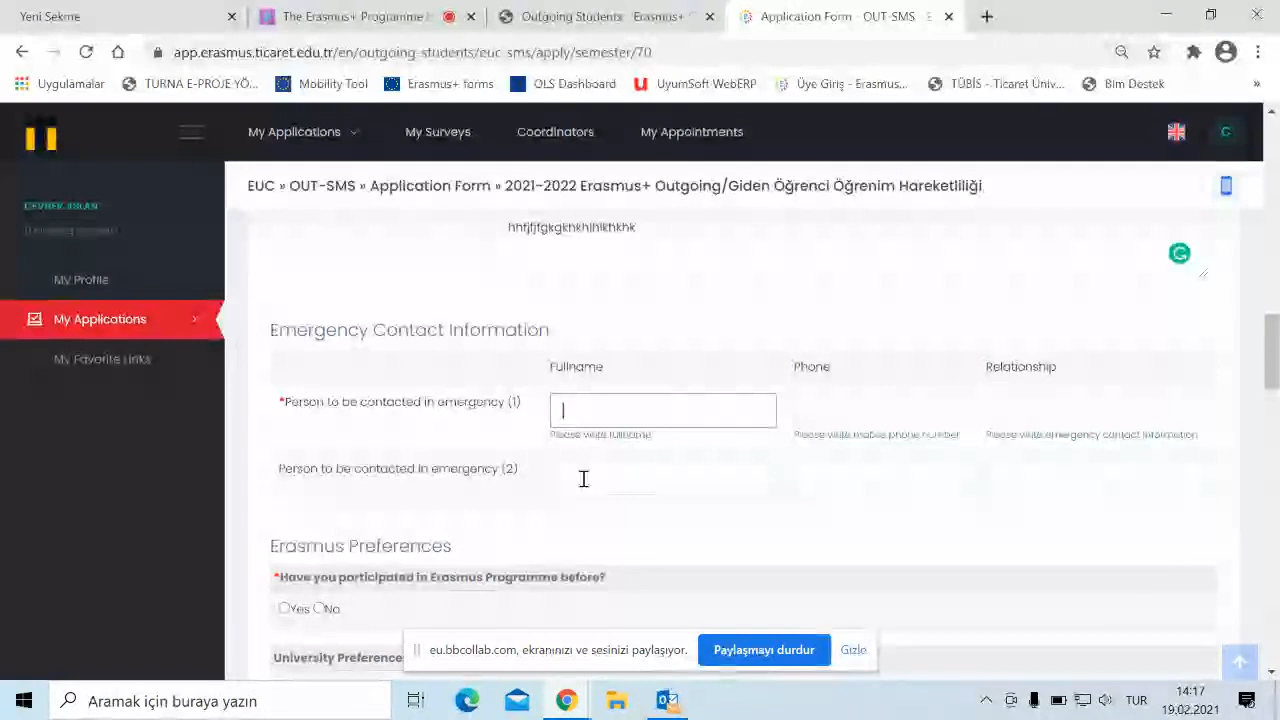 Yeni Sekme
The Erasmus+ Programme
Outgoing Students Erasmus+
Application Form - OUT-SMS
app.erasmus.ticaret.edu.tr/en/outgoing-students/euc_sms/apply/semester/70
Uygulamalar
TURNA E-PROJE YÖ...
Mobility Tool
Erasmus+ forms
OLS Dashboard
UyumSoft WebERP
Üye Giriş - Erasmus...
TÜBİS - Ticaret Üniv...
Bim Destek
»
My Applications
My Surveys
Coordinators
My Appointments
C
EUC » OUT-SMS » Application Form » 2021-2022 Erasmus+ Outgoing/Giden Öğrenci Öğrenim Hareketliliği
My Profile
My Applications
My Favorite Links
Emergency Contact Information
Fullname
Phone
Relationship
*Person to be contacted in emergency (1)
Please write fullname
Please write mobile phone number
Please write emergency contact information
Person to be contacted in emergency (2)
Erasmus Preferences
*Have you participated in Erasmus Programme before?
Yes
No
University Preference
eu.bbcollab.com, ekranınızı ve sesinizi paylaşıyor.
Paylaşmayı durdur
Gizle
Aramak için buraya yazın
TUR
14:17
19.02.2021